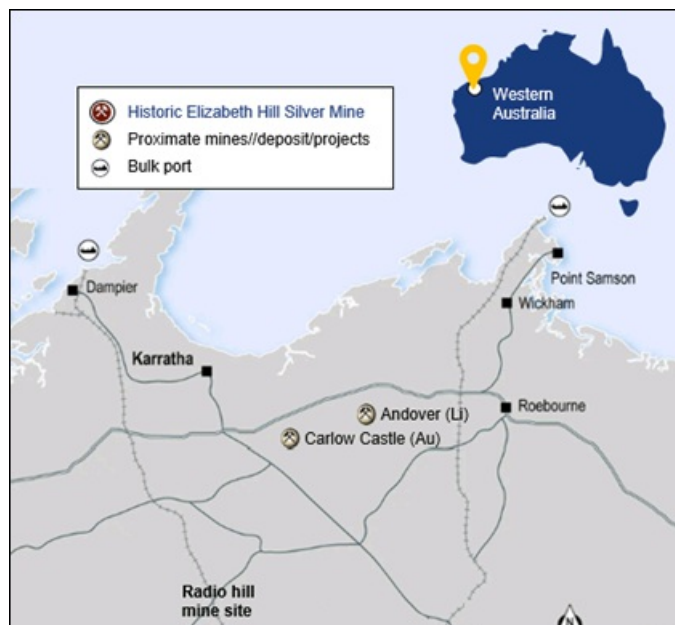 Western
Australia
Historic Elizabeth Hill Silver Mine
Proximate mines//deposit/projects
Bulk port
Point Samson
Dampier
Wickham
Karratha
Roebourne
Andover (Li)
Carlow Castle (Au)
Radio hill
mine site
N